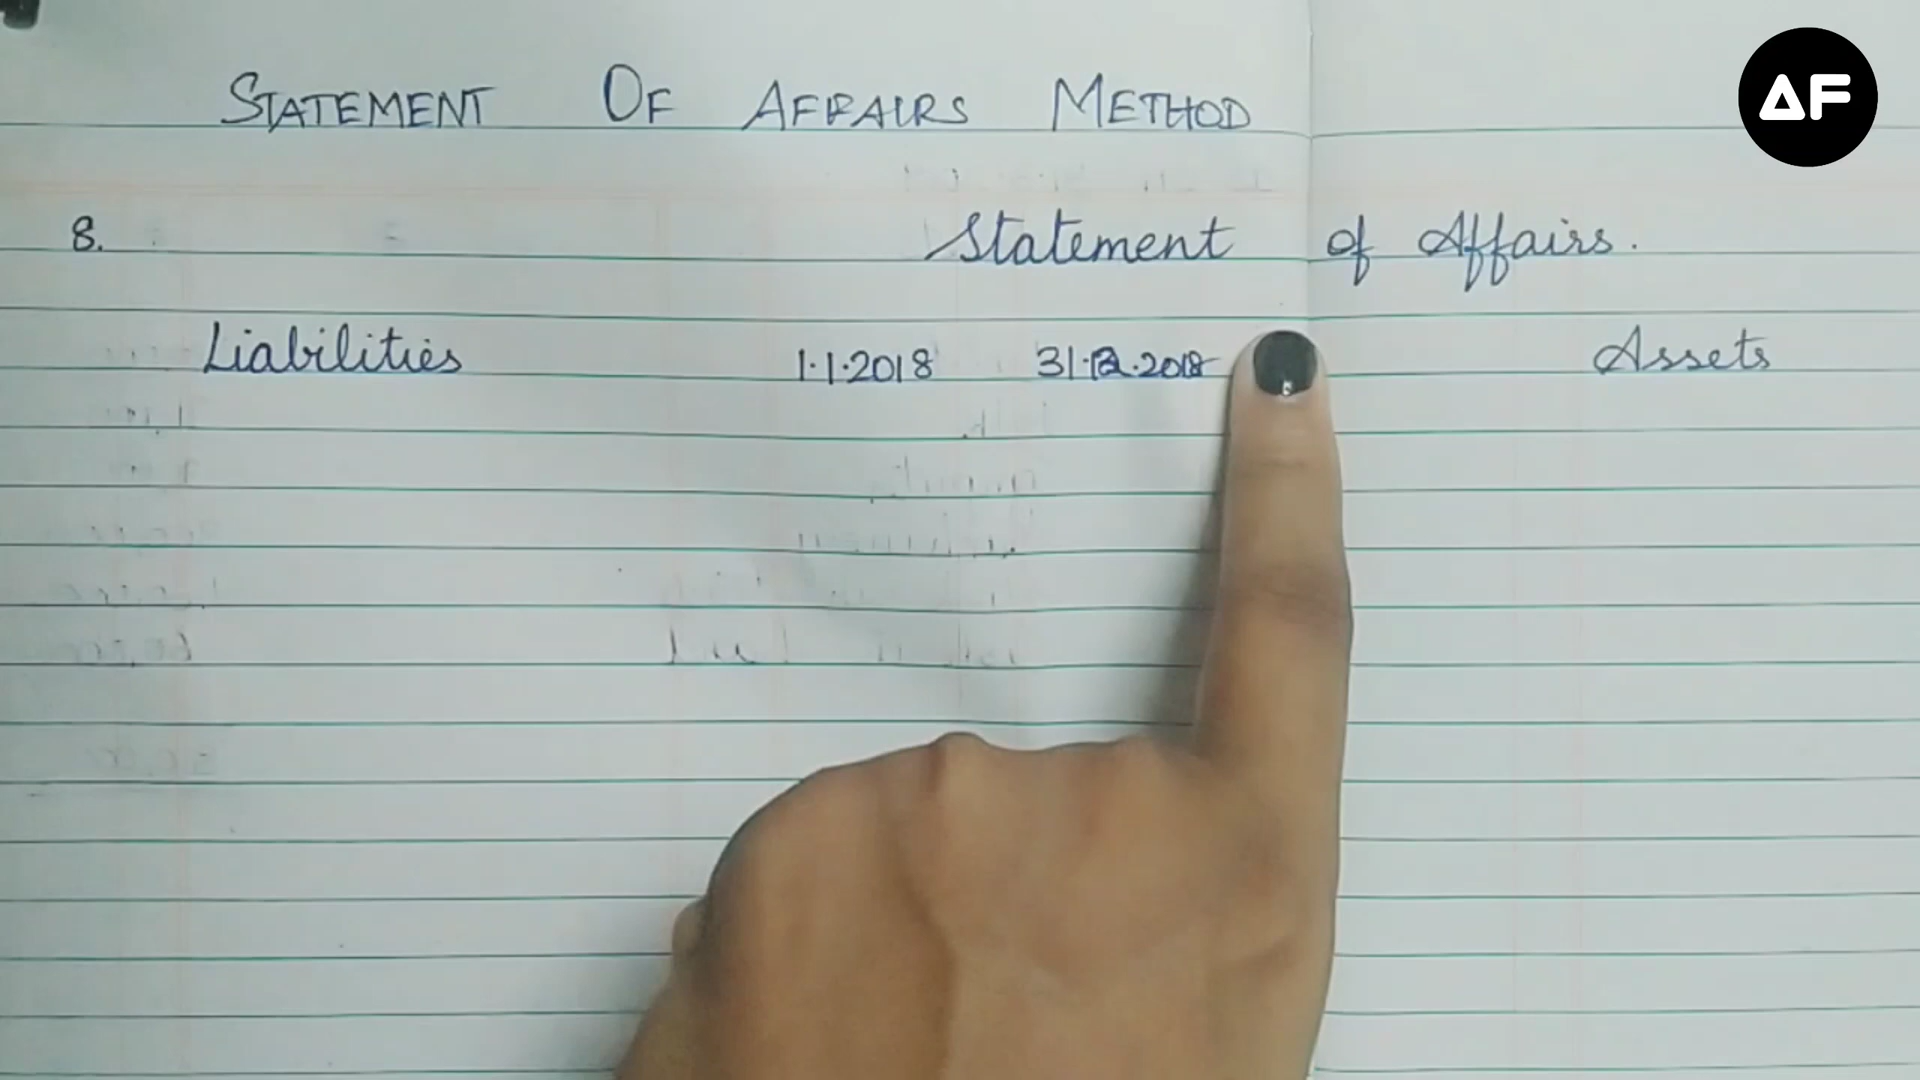 STATEMENT OF AFFAIRS METHOD
AF
8. Statement of Affairs.
Liabilities 1.1.2018 31.12.2018 Assets